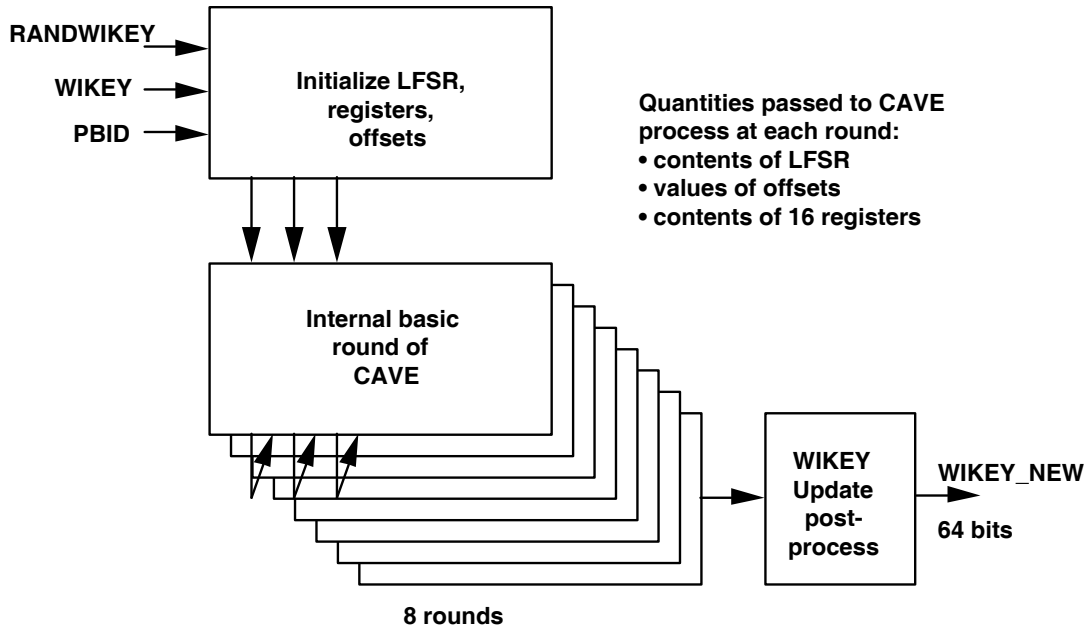 RANDWIKEY
WIKEY
PBID
Initialize LFSR,
registers,
offsets
Quantities passed to CAVE
process at each round:
• contents of LFSR
• values of offsets
• contents of 16 registers
Internal basic
round of
CAVE
WIKEY
Update
post-
process
WIKEY_NEW
64 bits
8 rounds